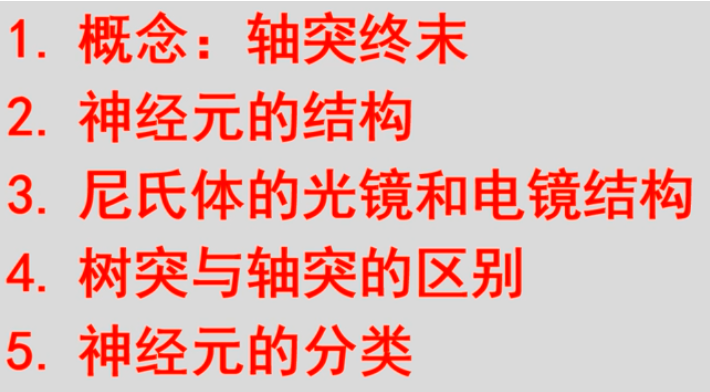 1. 概念：轴突终末
2. 神经元的结构
3. 尼氏体的光镜和电镜结构
4. 树突与轴突的区别
5. 神经元的分类